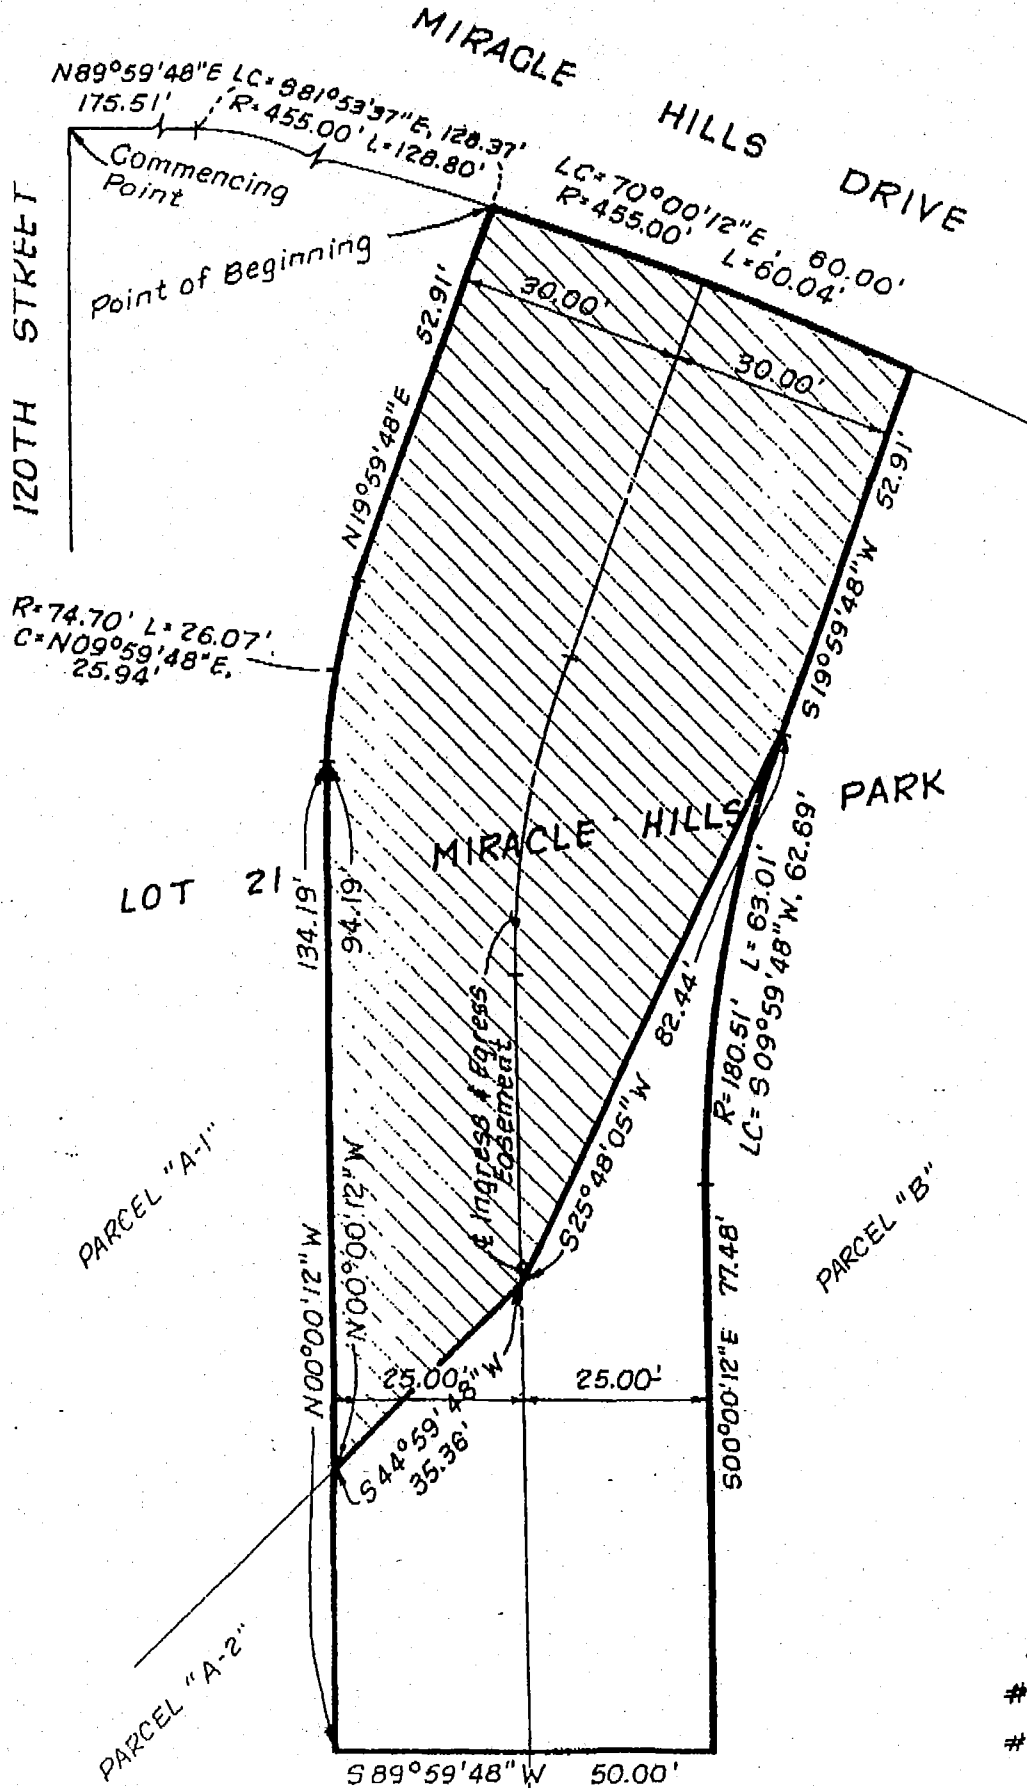 MIRACLE HILLS DRIVE
N89°59'48"E
175.51'
LC=S81°53'37"E, 128.37'
R=455.00' L=128.80'
LC=70°00'12"E, 60.00'
R=455.00' L=60.04'
Commencing
Point
Point of Beginning
120TH STREET
52.91'
N19°59'48"E
30.00'
30.00'
52.91'
S19°59'48"W
R=74.70' L=26.07'
C=N09°59'48"E,
25.94'
MIRACLE HILLS PARK
LOT 21
134.19'
94.19'
82.44'
S25°48'05"W
R=180.51' L=63.01'
LC=S09°59'48"W, 62.69'
℄ Ingress & Egress
Easement
PARCEL "A-1"
N00°00'12"W
N00°00'12"W
PARCEL "B"
S00°00'12"E 77.48'
25.00'
25.00'
S44°59'48"W
35.36'
PARCEL "A-2"
S89°59'48"W 50.00'
#
#